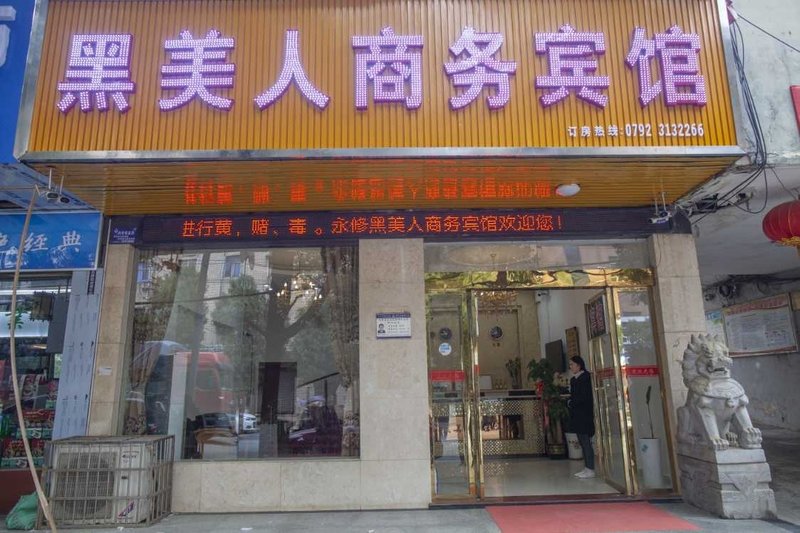 黑美人商务宾馆
订房热线:0792 3132266
进行黄，赌、毒。永修黑美人商务宾馆欢迎您！
经典